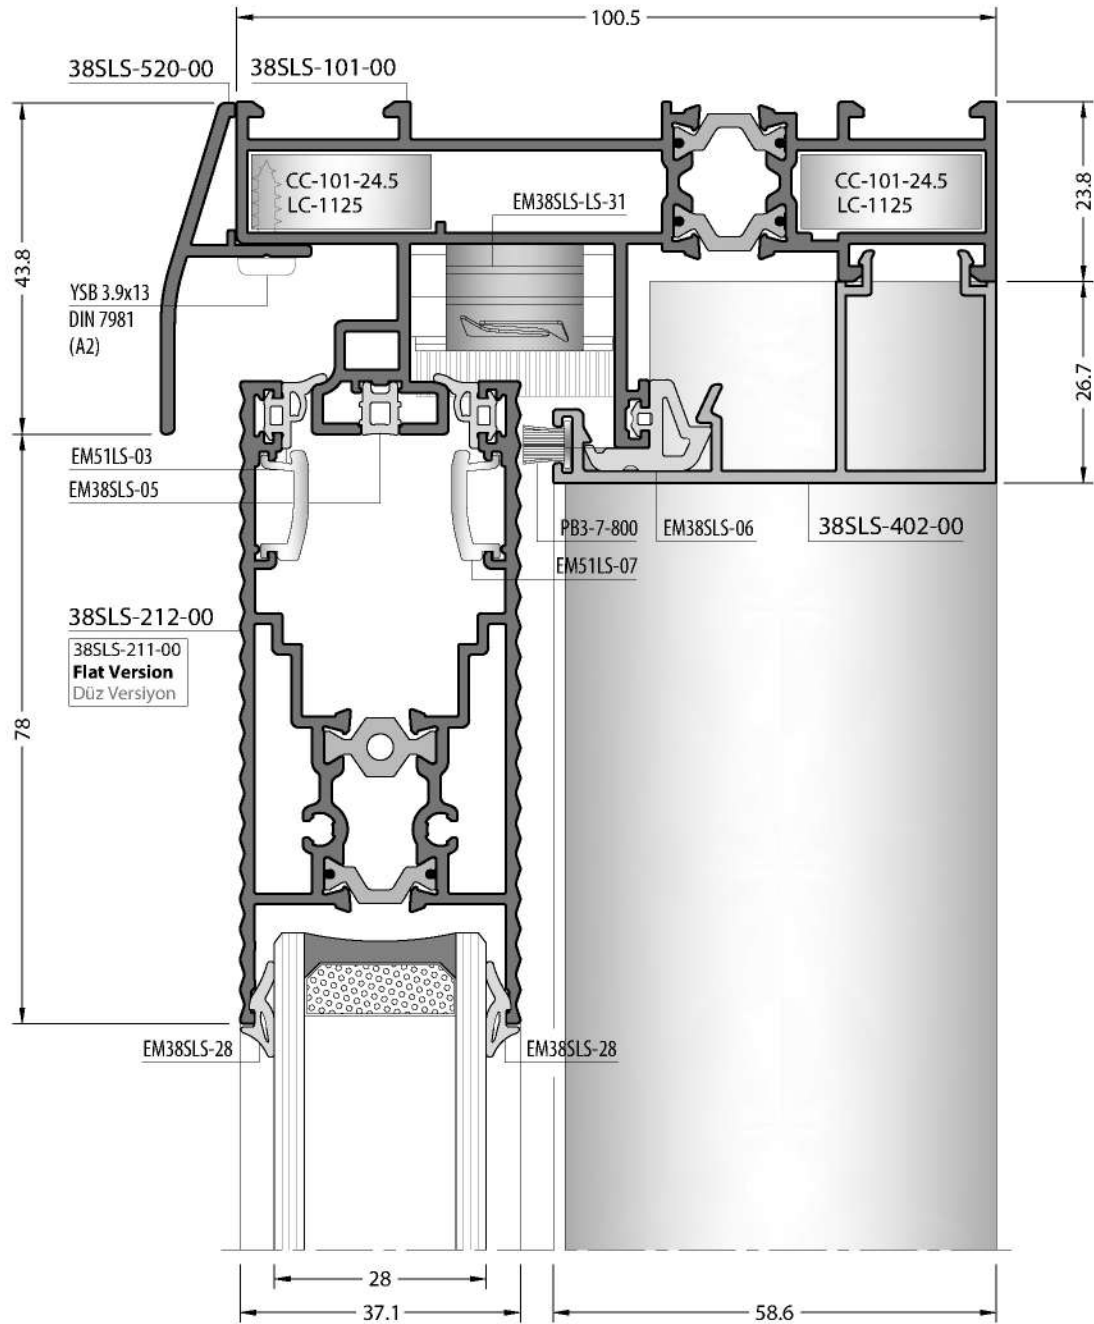 100.5
38SLS-520-00
38SLS-101-00
CC-101-24.5
LC-1125
EM38SLS-LS-31
CC-101-24.5
LC-1125
23.8
43.8
YSB 3.9x13
DIN 7981
(A2)
26.7
EM51LS-03
EM38SLS-05
PB3-7-800
EM38SLS-06
38SLS-402-00
EM51LS-07
38SLS-212-00
38SLS-211-00
Flat Version
Düz Versiyon
78
EM38SLS-28
EM38SLS-28
28
37.1
58.6